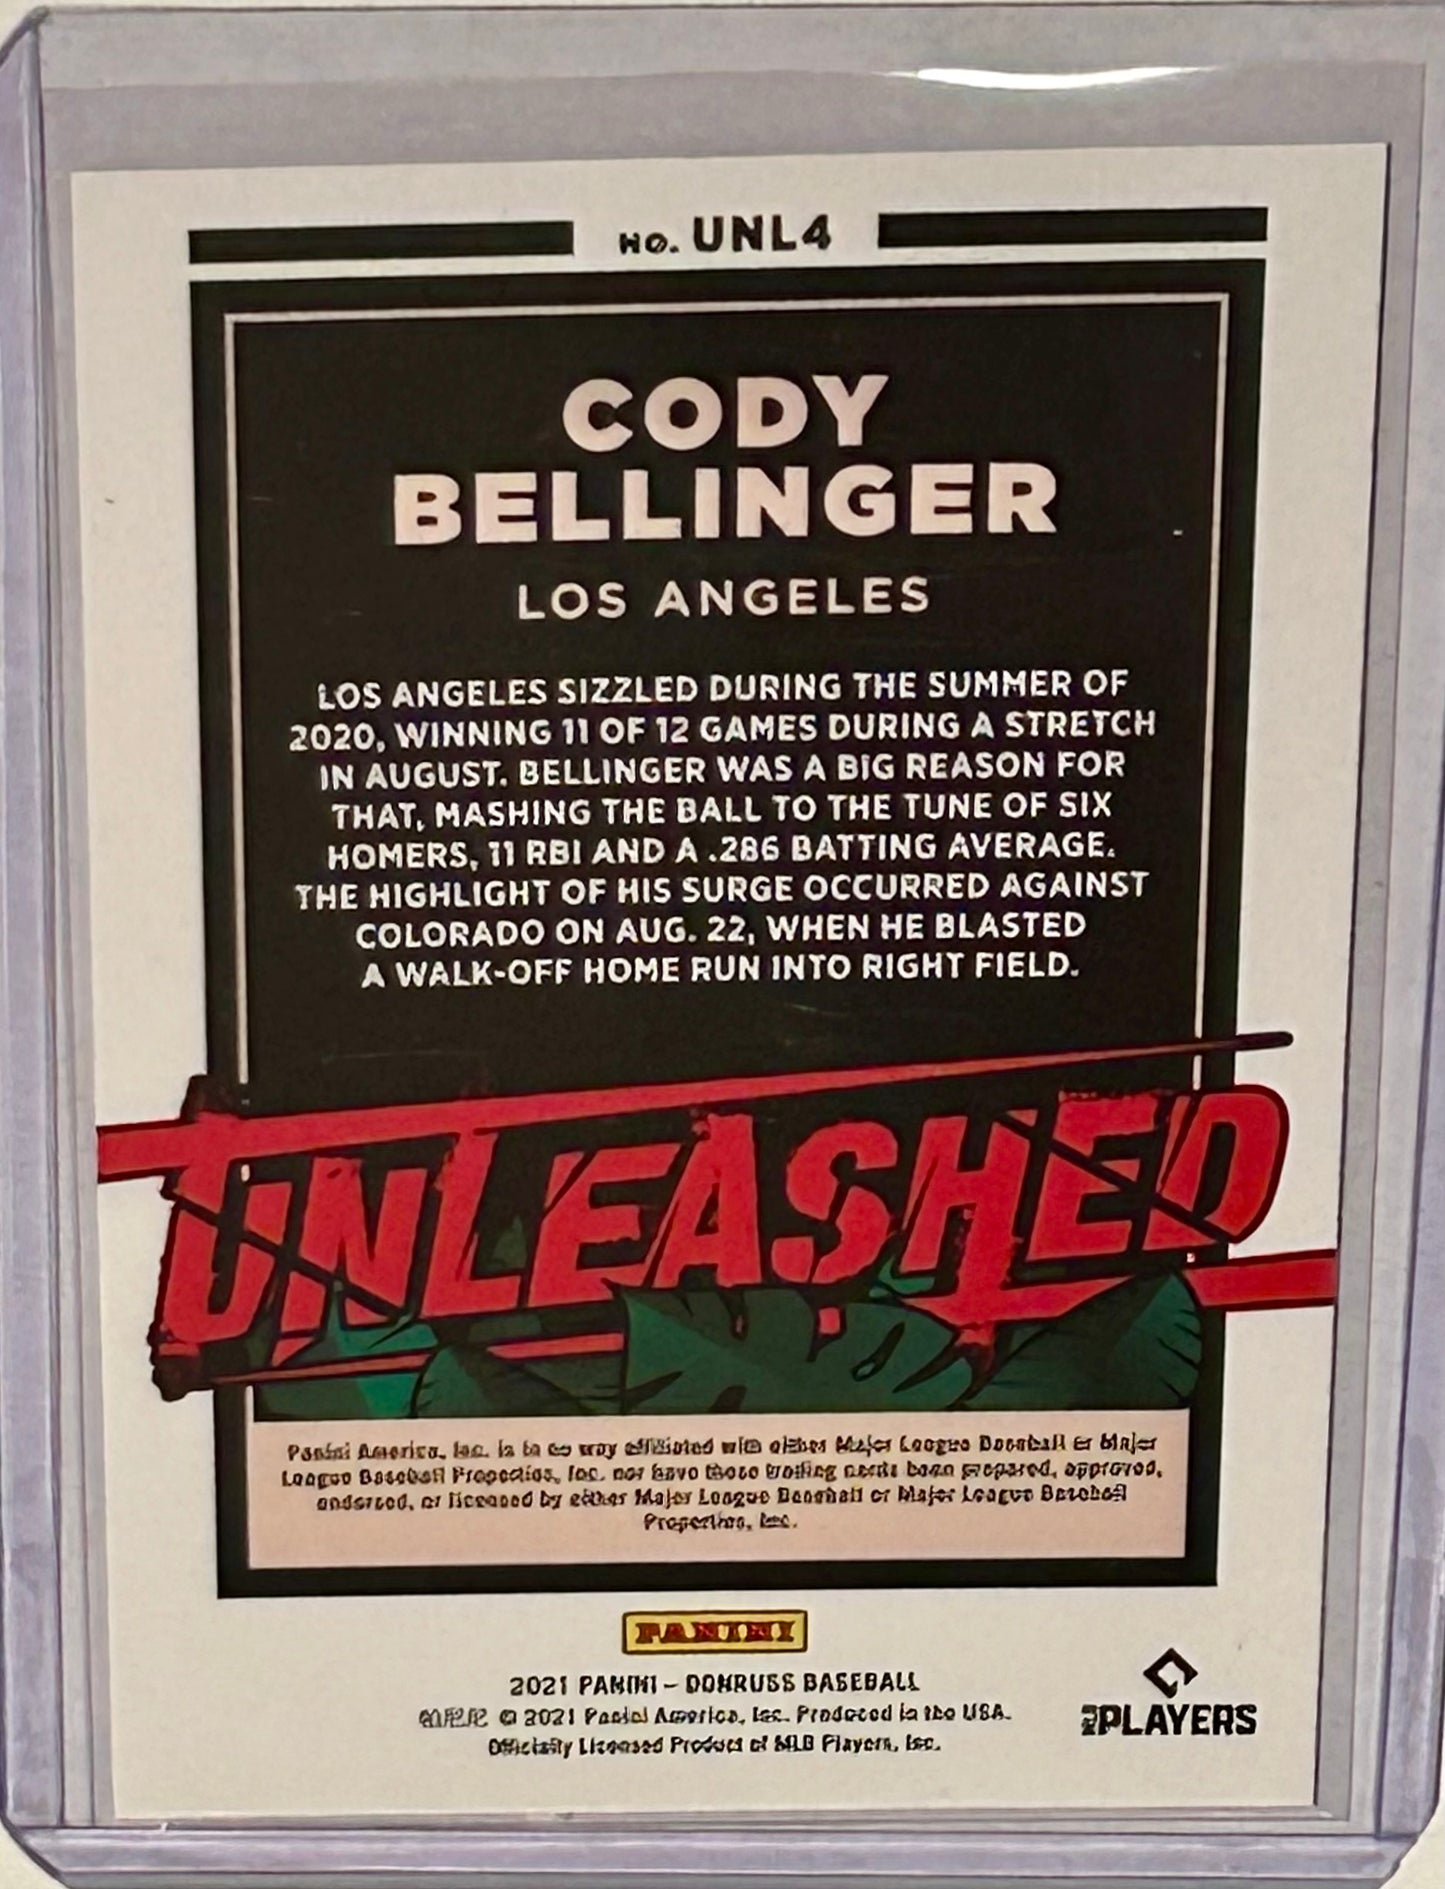 NO. UNL4
CODY
BELLINGER
LOS ANGELES
LOS ANGELES SIZZLED DURING THE SUMMER OF
2020, WINNING 11 OF 12 GAMES DURING A STRETCH
IN AUGUST. BELLINGER WAS A BIG REASON FOR
THAT, MASHING THE BALL TO THE TUNE OF SIX
HOMERS, 11 RBI AND A .286 BATTING AVERAGE.
THE HIGHLIGHT OF HIS SURGE OCCURRED AGAINST
COLORADO ON AUG. 22, WHEN HE BLASTED
A WALK-OFF HOME RUN INTO RIGHT FIELD.
UNLEASHED
Panini America, Inc. is in no way affiliated with either Major League Baseball or Major
League Baseball Properties, Inc. nor have these trading cards been prepared, approved,
endorsed, or licensed by either Major League Baseball or Major League Baseball
Properties, Inc.
PANINI
2021 PANINI – DONRUSS BASEBALL
© 2021 Panini America, Inc. Produced in the USA.
Officially Licensed Product of MLB Players, Inc.
PLAYERS